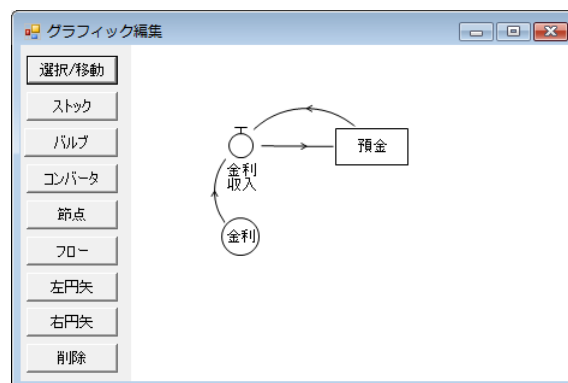 グラフィック編集
選択/移動
ストック
バルブ
コンバータ
節点
フロー
左円矢
右円矢
削除
預金
金利
収入
金利